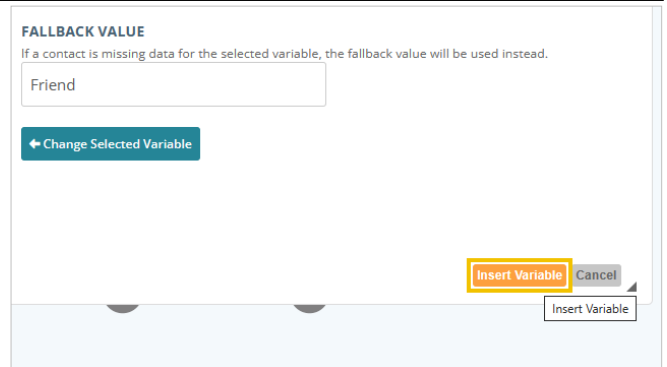 FALLBACK VALUE
If a contact is missing data for the selected variable, the fallback value will be used instead.
Friend
Change Selected Variable
Insert Variable Cancel
Insert Variable